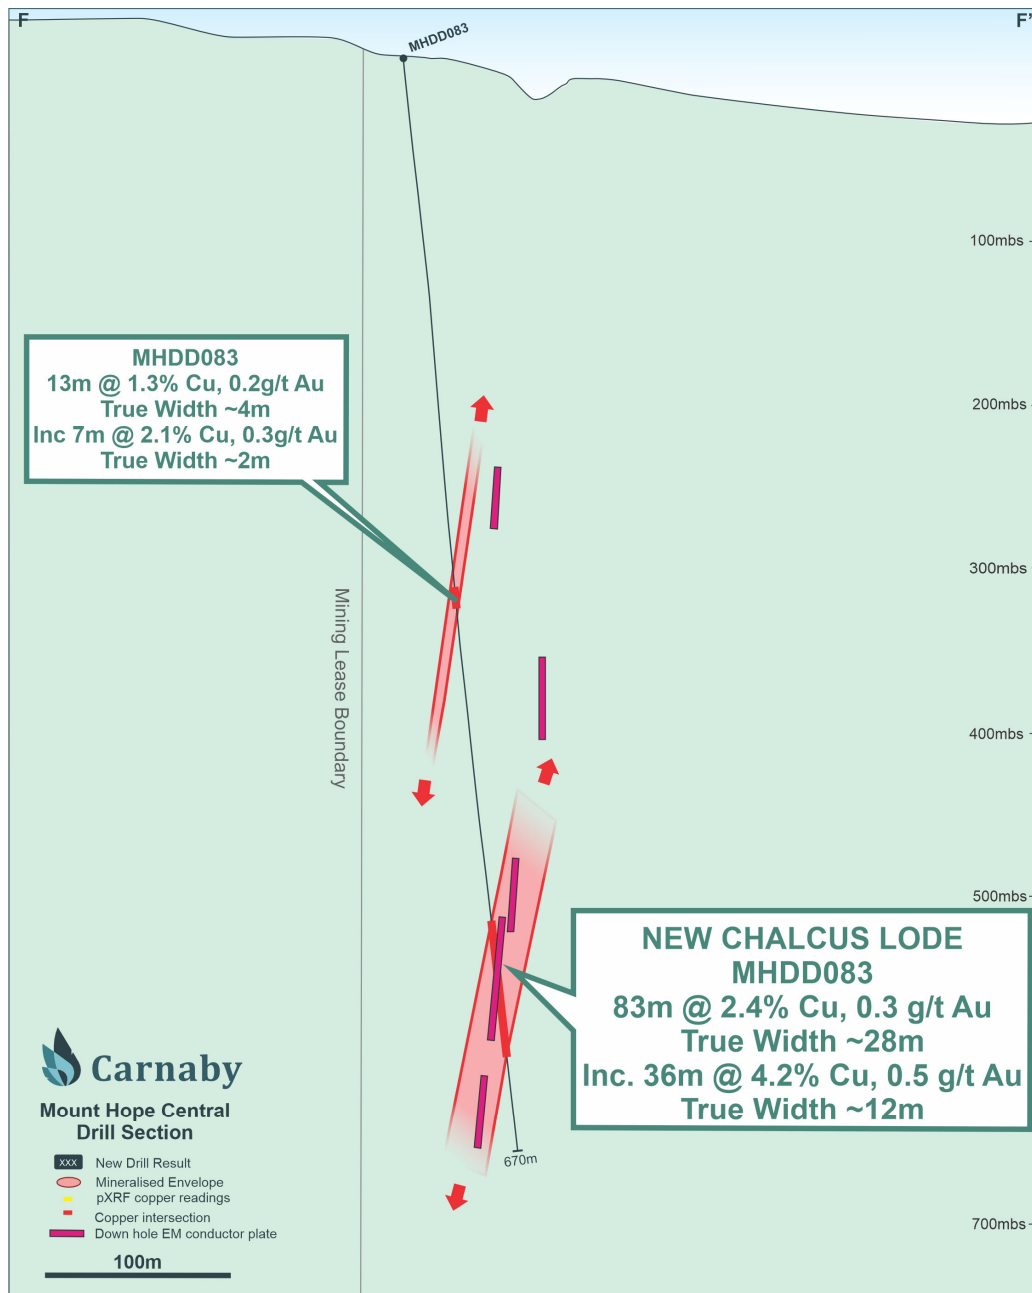 F
F'
MHDD083
100mbs
200mbs
MHDD083
13m @ 1.3% Cu, 0.2g/t Au
True Width ~4m
Inc 7m @ 2.1% Cu, 0.3g/t Au
True Width ~2m
300mbs
Mining Lease Boundary
400mbs
500mbs
NEW CHALCUS LODE
MHDD083
83m @ 2.4% Cu, 0.3 g/t Au
True Width ~28m
Inc. 36m @ 4.2% Cu, 0.5 g/t Au
True Width ~12m
670m
700mbs
Carnaby
Mount Hope Central
Drill Section
XXX New Drill Result
Mineralised Envelope
pXRF copper readings
Copper intersection
Down hole EM conductor plate
100m